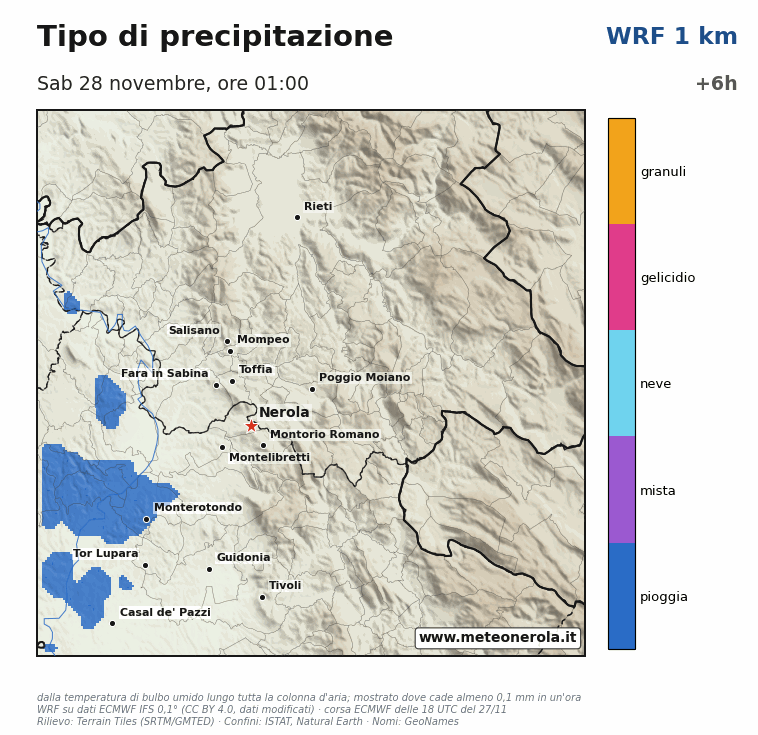 Tipo di precipitazione
WRF 1 km
Sab 28 novembre, ore 01:00
+6h
granuli
gelicidio
neve
mista
pioggia
Rieti
Salisano
Mompeo
Fara in Sabina
Toffia
Poggio Moiano
Nerola
Montorio Romano
Montelibretti
Monterotondo
Tor Lupara
Guidonia
Tivoli
Casal de' Pazzi
www.meteonerola.it
dalla temperatura di bulbo umido lungo tutta la colonna d'aria; mostrato dove cade almeno 0,1 mm in un'ora
WRF su dati ECMWF IFS 0,1° (CC BY 4.0, dati modificati) · corsa ECMWF delle 18 UTC del 27/11
Rilievo: Terrain Tiles (SRTM/GMTED) · Confini: ISTAT, Natural Earth · Nomi: GeoNames